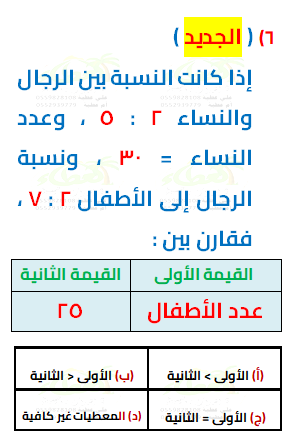 ٦) ( الجديد )
إذا كانت النسبة بين الرجال
والنساء ٢ : ٥ ، وعدد
النساء = ٣٠ ، ونسبة
الرجال إلى الأطفال ٢ : ٧ ،
فقارن بين :
القيمة الأولى القيمة الثانية
عدد الأطفال ٢٥
(أ) الأولى > الثانية (ب) الأولى < الثانية
(ج) الأولى = الثانية (د) المعطيات غير كافية